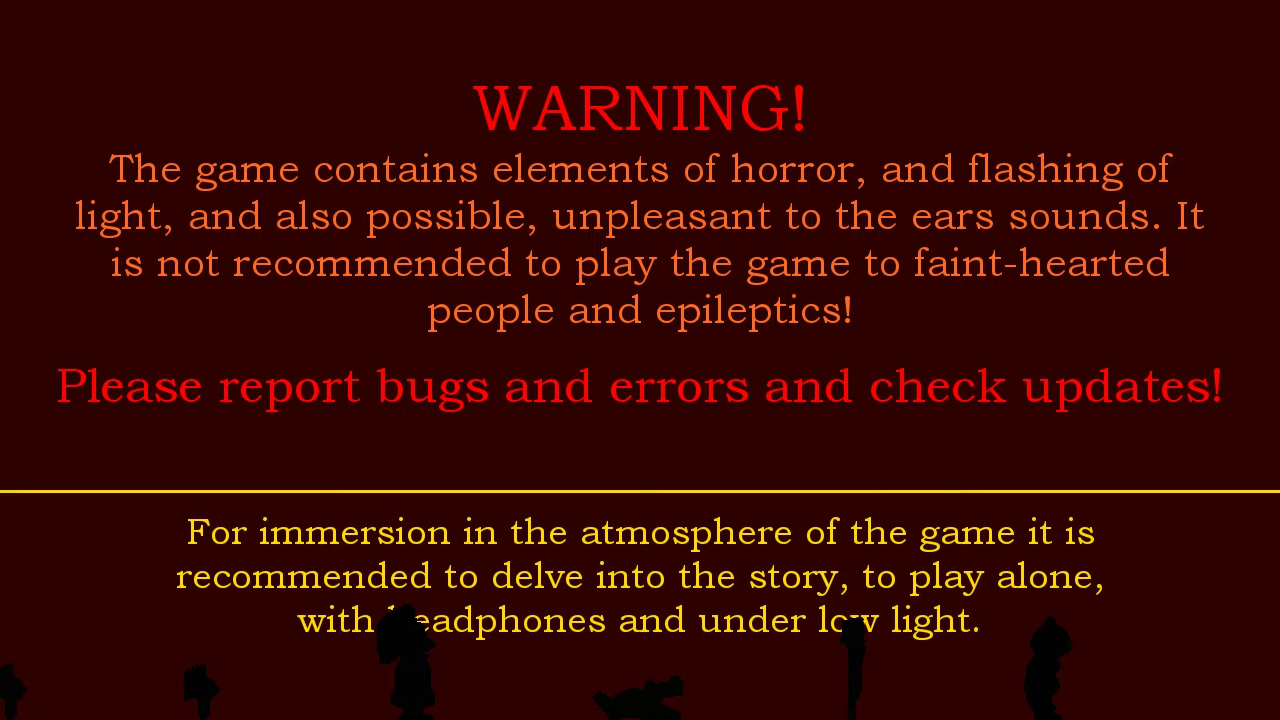 WARNING!
The game contains elements of horror, and flashing of
light, and also possible, unpleasant to the ears sounds. It
is not recommended to play the game to faint-hearted
people and epileptics!
Please report bugs and errors and check updates!
For immersion in the atmosphere of the game it is
recommended to delve into the story, to play alone,
with headphones and under low light.